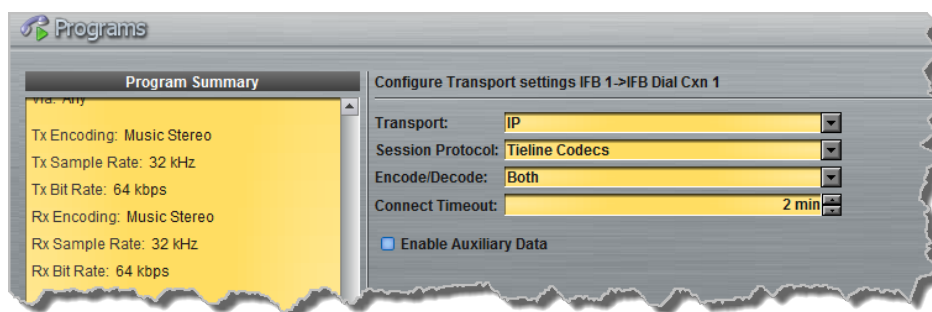 Programs
Program Summary
Via: Any
Tx Encoding: Music Stereo
Tx Sample Rate: 32 kHz
Tx Bit Rate: 64 kbps
Rx Encoding: Music Stereo
Rx Sample Rate: 32 kHz
Rx Bit Rate: 64 kbps
Configure Transport settings IFB 1->IFB Dial Cxn 1
Transport: IP
Session Protocol: Tieline Codecs
Encode/Decode: Both
Connect Timeout: 2 min
Enable Auxiliary Data